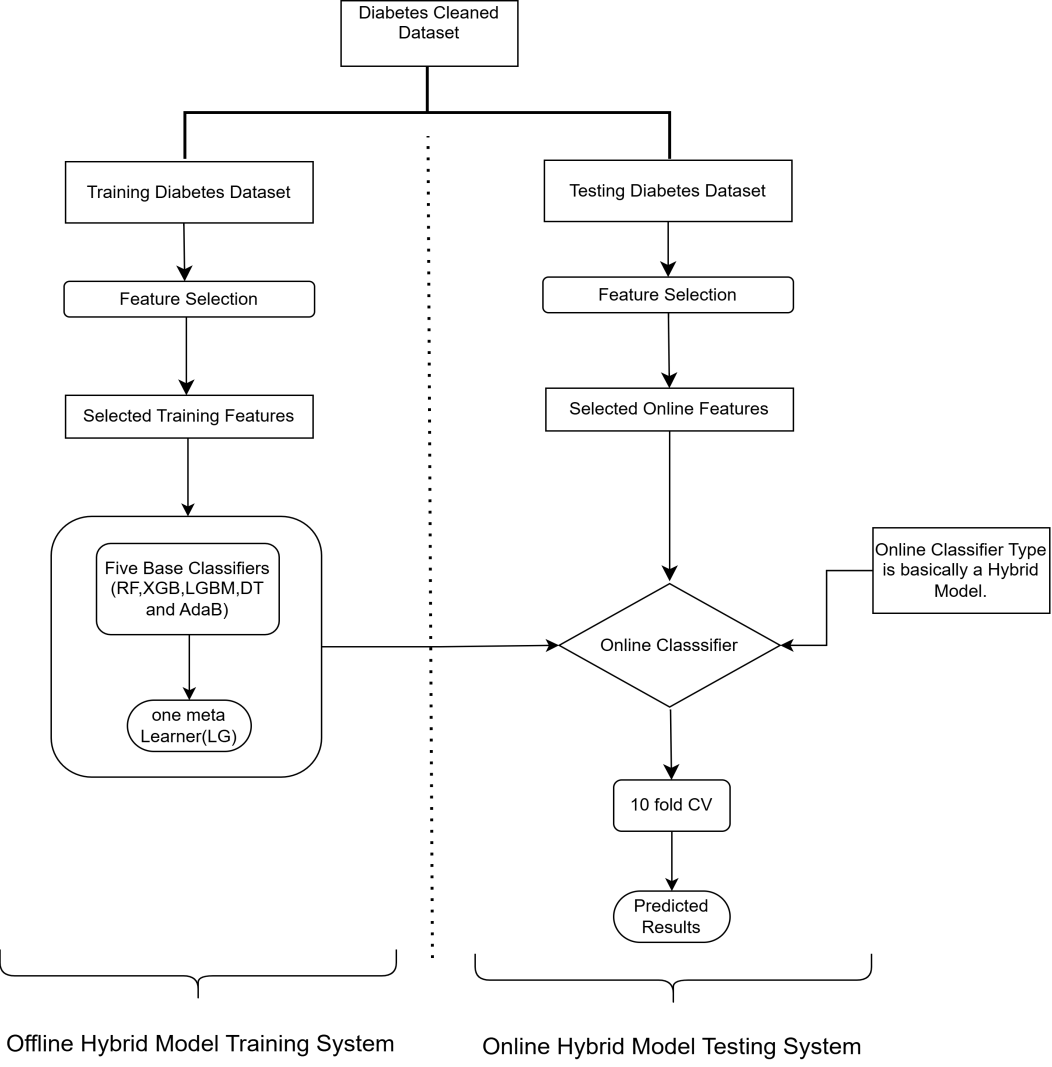 Diabetes Cleaned
Dataset
Training Diabetes Dataset
Testing Diabetes Dataset
Feature Selection
Feature Selection
Selected Training Features
Selected Online Features
Five Base Classifiers
(RF,XGB,LGBM,DT
and AdaB)
one meta
Learner(LG)
Online Classsifier
Online Classifier Type
is basically a Hybrid
Model.
10 fold CV
Predicted
Results
Offline Hybrid Model Training System
Online Hybrid Model Testing System